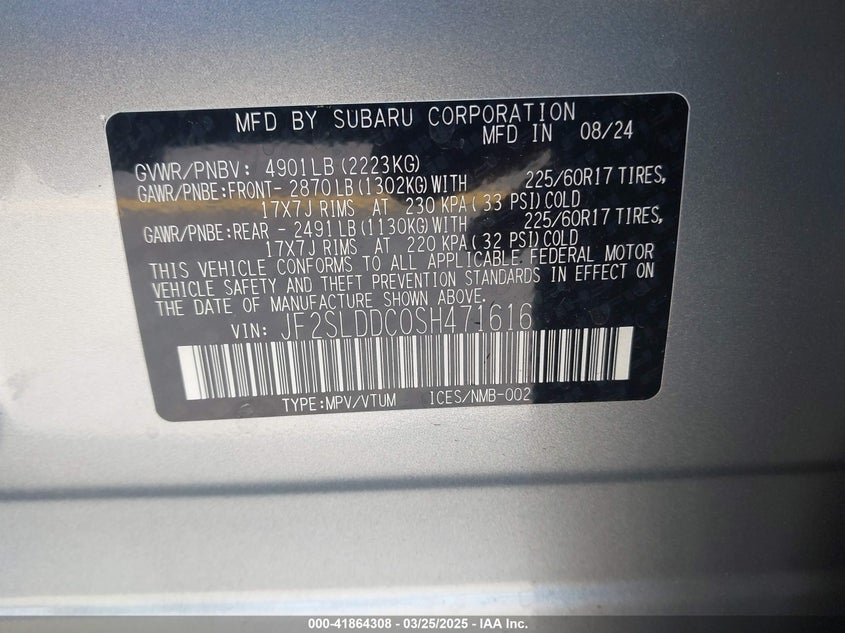 MFD BY SUBARU CORPORATION
MFD IN 08/24
GVWR/PNBV: 4901LB(2223KG)
GAWR/PNBE:FRONT- 2870LB(1302KG)WITH 225/60R17 TIRES,
17X7J RIMS AT 230 KPA( 33 PSI)COLD
GAWR/PNBE:REAR - 2491LB(1130KG)WITH 225/60R17 TIRES,
17X7J RIMS AT 220 KPA( 32 PSI)COLD
THIS VEHICLE CONFORMS TO ALL APPLICABLE FEDERAL MOTOR
VEHICLE SAFETY AND THEFT PREVENTION STANDARDS IN EFFECT ON
THE DATE OF MANUFACTURE SHOWN ABOVE.
VIN: JF2SLDDC0SH471616
TYPE:MPV/VTUM ICES/NMB-002
000-41864308 - 03/25/2025 - IAA Inc.